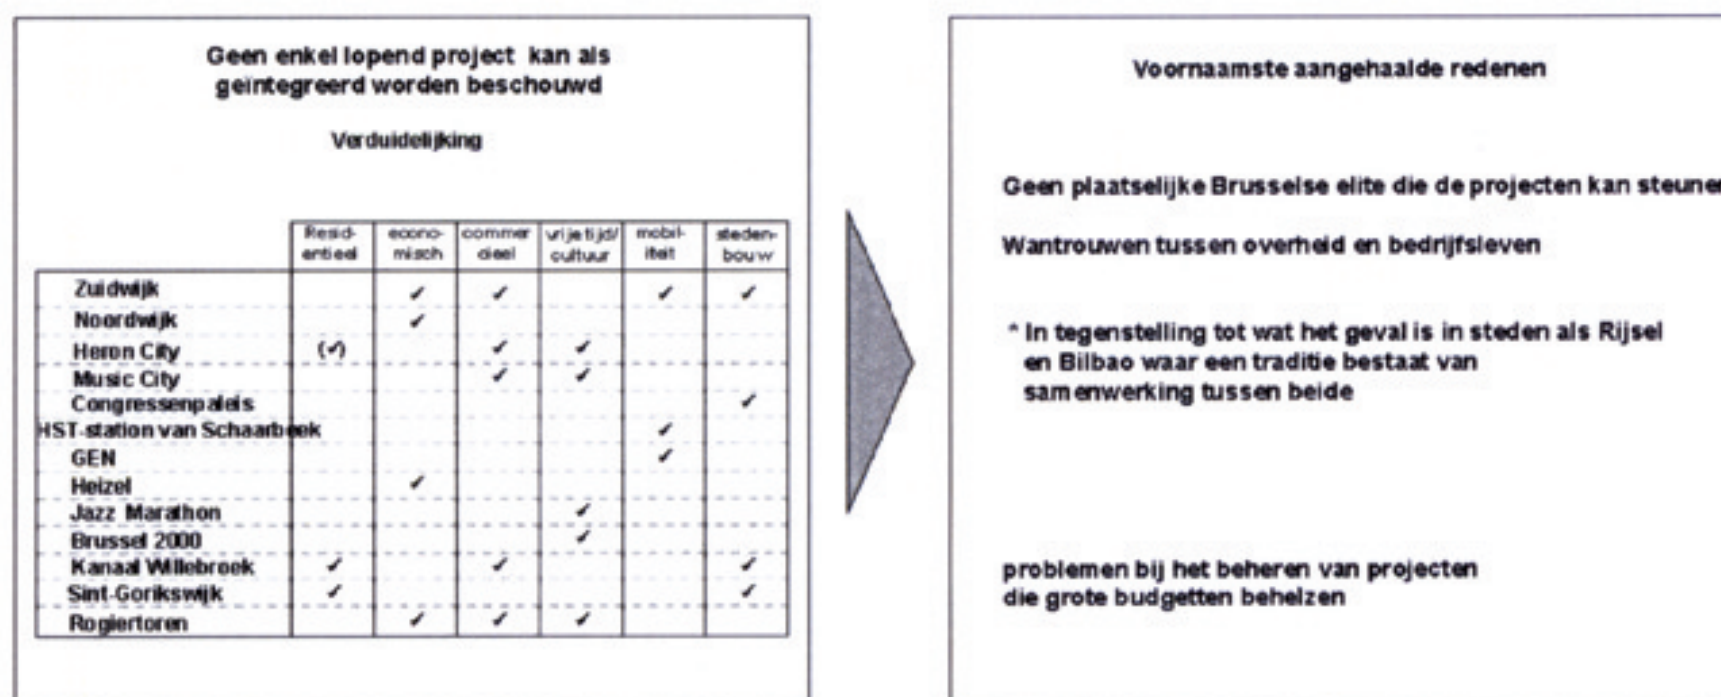 Geen enkel lopend project kan als
geïntegreerd worden beschouwd
Verduidelijking
Resid- econo- commer vrije tijd/ mobil- steden-
entieel misch cieel cultuur iteit bouw
Zuidwijk ✓ ✓ ✓ ✓
Noordwijk ✓
Heron City (✓) ✓ ✓
Music City ✓ ✓
Congressenpaleis ✓
HST-station van Schaarbeek ✓
GEN ✓
Heizel ✓
Jazz Marathon ✓
Brussel 2000 ✓
Kanaal Willebroek ✓ ✓ ✓
Sint-Gorikswijk ✓ ✓
Rogiertoren ✓ ✓ ✓
Voornaamste aangehaalde redenen
Geen plaatselijke Brusselse elite die de projecten kan steune
Wantrouwen tussen overheid en bedrijfsleven
* In tegenstelling tot wat het geval is in steden als Rijsel
en Bilbao waar een traditie bestaat van
samenwerking tussen beide
problemen bij het beheren van projecten
die grote budgetten behelzen